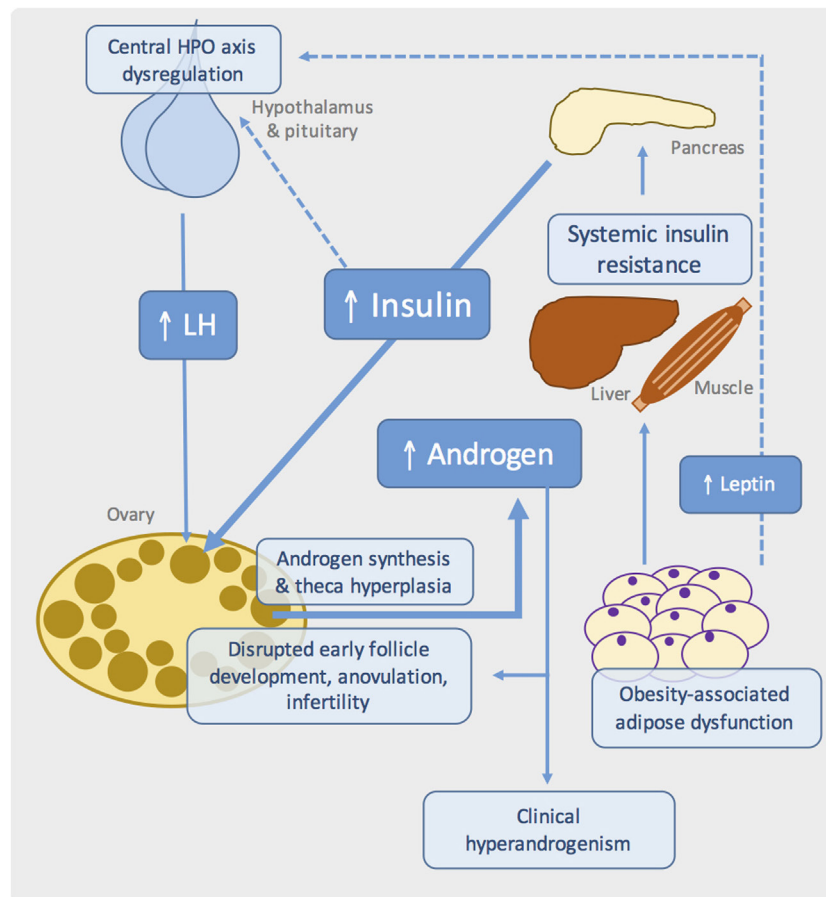 Central HPO axis
dysregulation
Hypothalamus
& pituitary
Pancreas
Systemic insulin
resistance
↑ Insulin
↑ LH
Liver
Muscle
↑ Androgen
↑ Leptin
Ovary
Androgen synthesis
& theca hyperplasia
Disrupted early follicle
development, anovulation,
infertility
Obesity-associated
adipose dysfunction
Clinical
hyperandrogenism